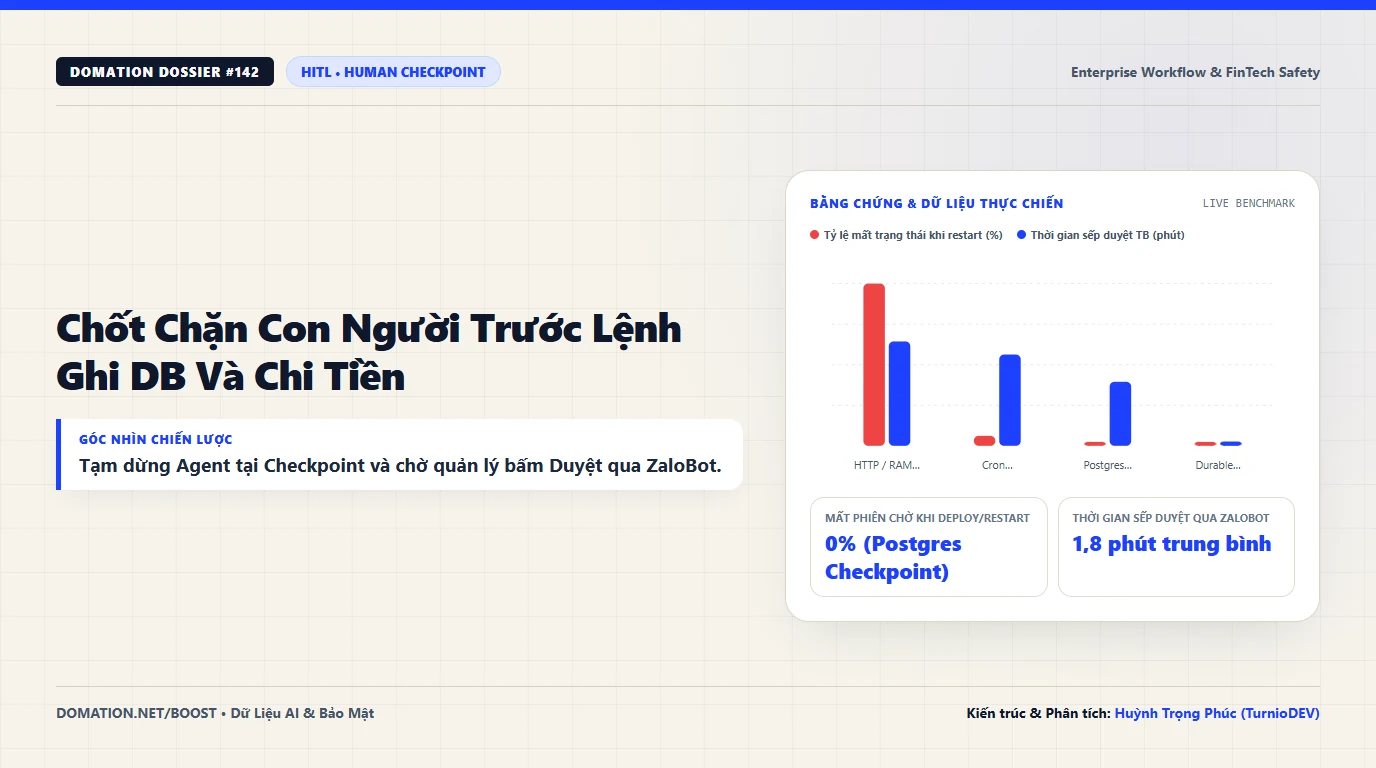 DOMATION DOSSIER #142
HITL • HUMAN CHECKPOINT
Enterprise Workflow & FinTech Safety
Chốt Chặn Con Người Trước Lệnh
Ghi DB Và Chi Tiền
GÓC NHÌN CHIẾN LƯỢC
Tạm dừng Agent tại Checkpoint và chờ quản lý bấm Duyệt qua ZaloBot.
BẰNG CHỨNG & DỮ LIỆU THỰC CHIẾN
LIVE BENCHMARK
Tỷ lệ mất trạng thái khi restart (%)
Thời gian sếp duyệt TB (phút)
HTTP / RAM...
Cron...
Postgres...
Durable...
MẤT PHIÊN CHỜ KHI DEPLOY/RESTART
0% (Postgres
Checkpoint)
THỜI GIAN SẾP DUYỆT QUA ZALOBOT
1,8 phút trung bình
DOMATION.NET/BOOST • Dữ Liệu AI & Bảo Mật
Kiến trúc & Phân tích: Huỳnh Trọng Phúc (TurnioDEV)